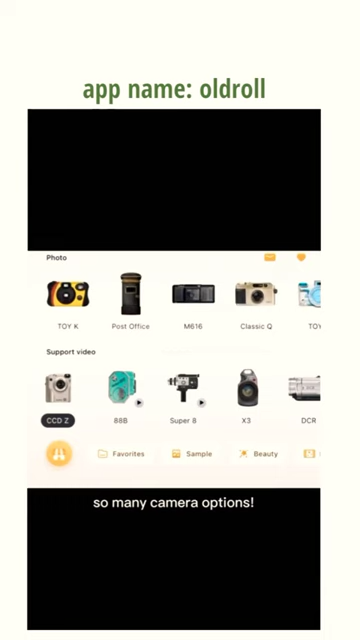 app name: oldroll
Photo
TOY K
Post Office
M616
Classic Q
TOY
Support video
CCD Z
88B
Super 8
X3
DCR
Favorites
Sample
Beauty
so many camera options!